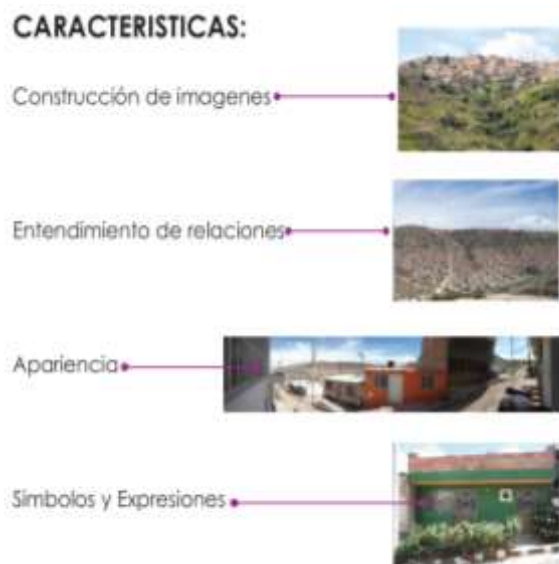 CARACTERISTICAS:
Construcción de imagenes
Entendimiento de relaciones
Apariencia
Simbolos y Expresiones